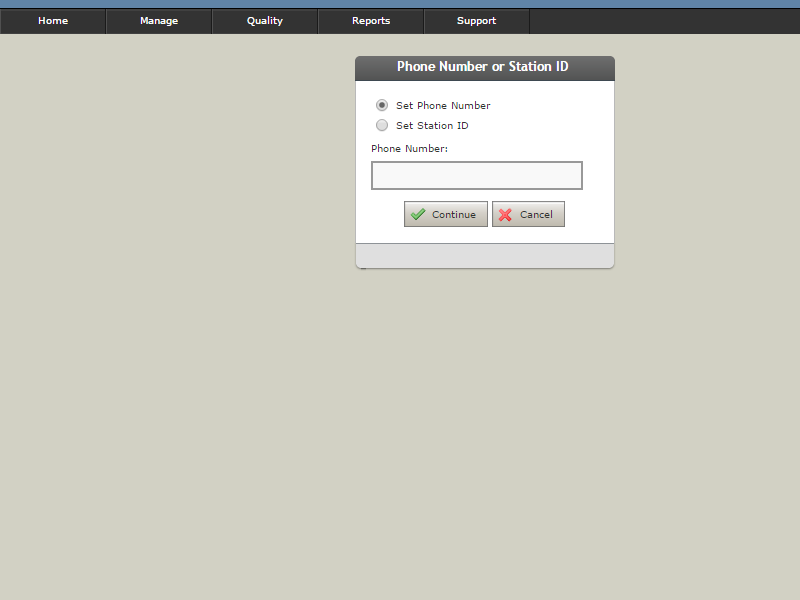 Home Manage Quality Reports Support
Phone Number or Station ID
Set Phone Number
Set Station ID
Phone Number:
Continue Cancel